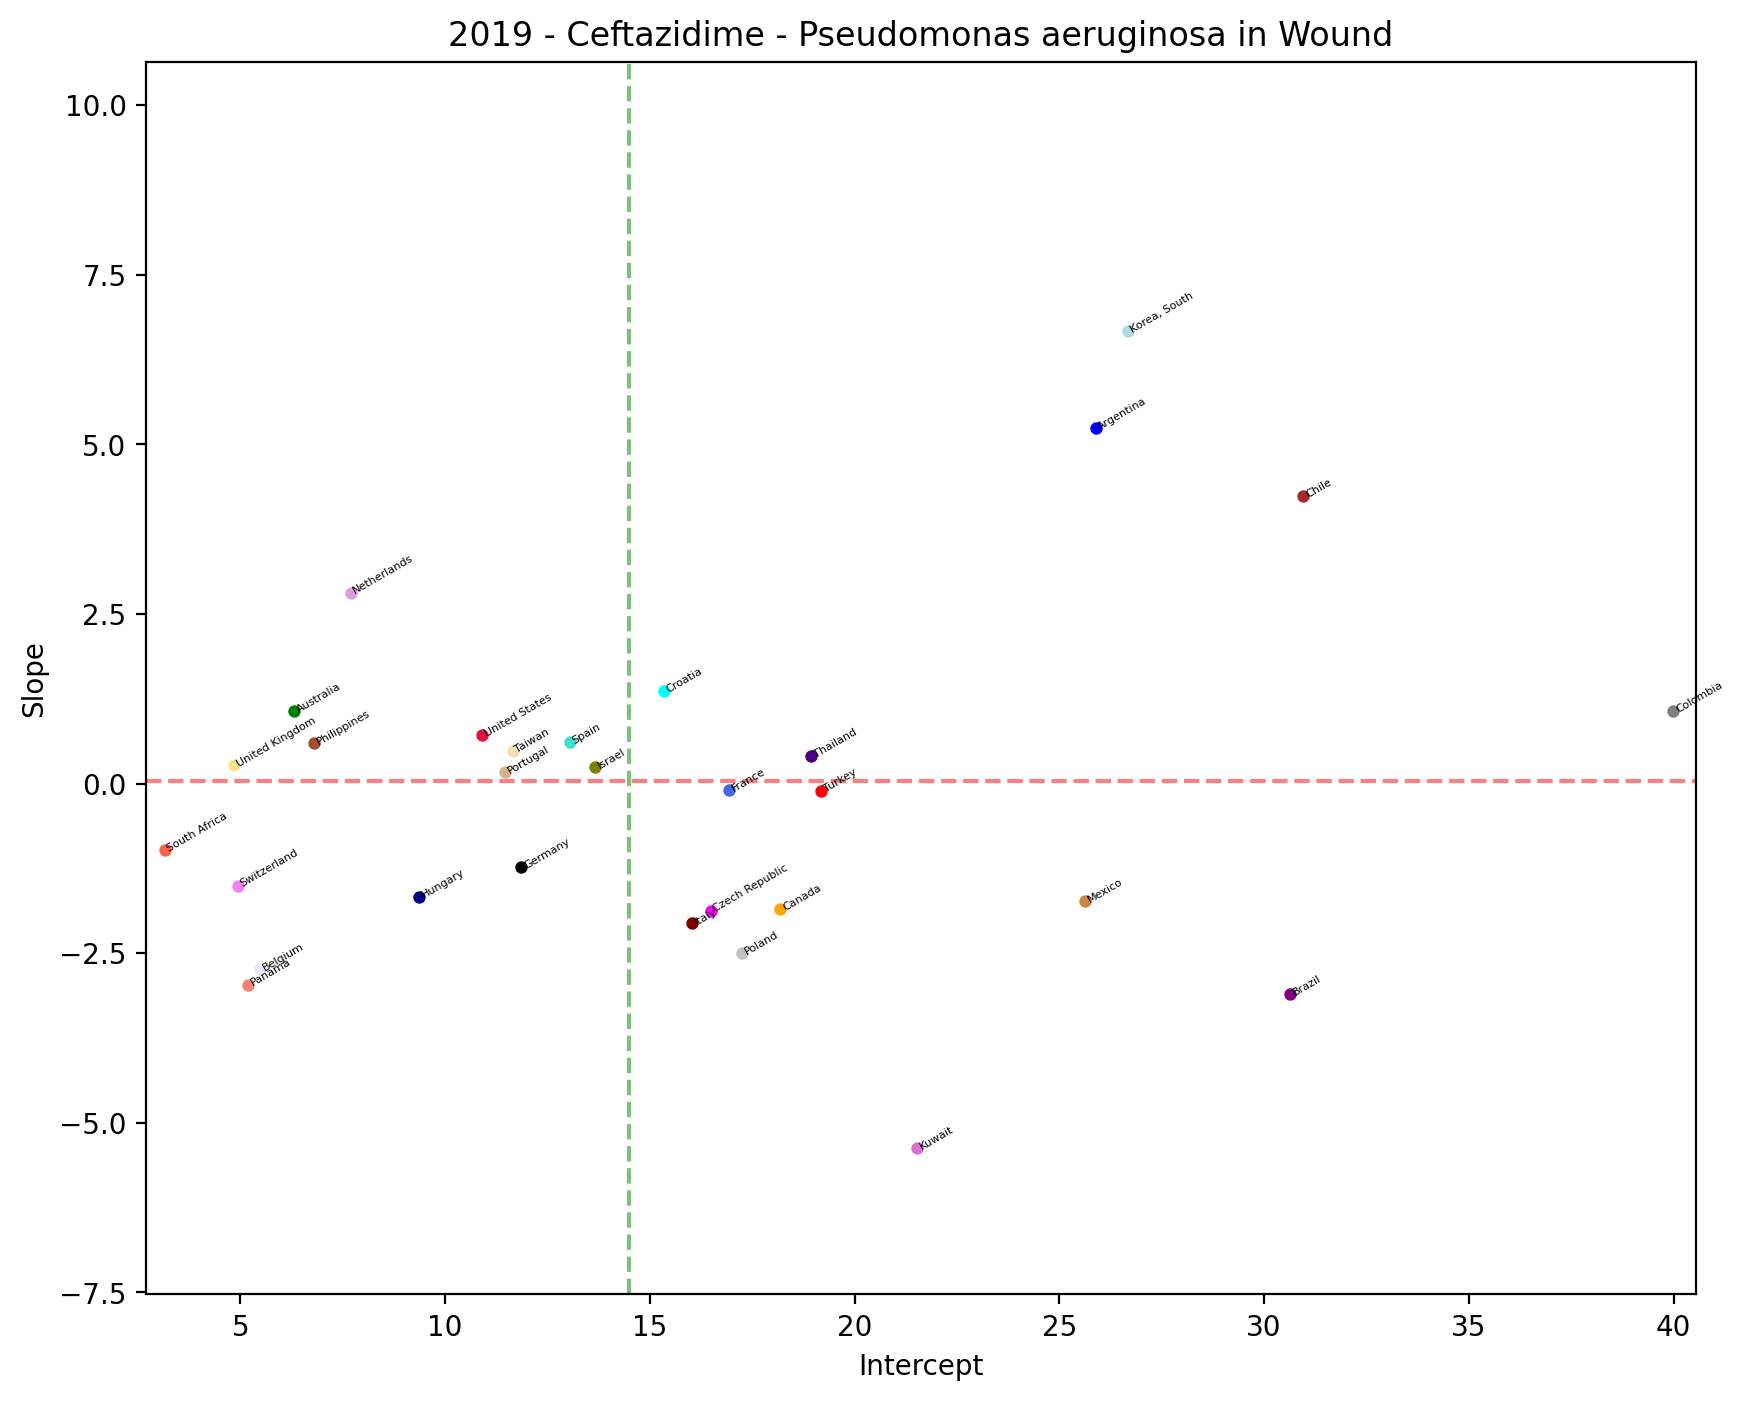 2019 - Ceftazidime - Pseudomonas aeruginosa in Wound
10.0
7.5
5.0
2.5
0.0
−2.5
−5.0
−7.5
Slope
Korea, South
Argentina
Chile
Netherlands
Croatia
Colombia
Australia
United States
United Kingdom
Philippines
Taiwan
Spain
Portugal
Israel
Thailand
France
Turkey
South Africa
Switzerland
Germany
Hungary
Czech Republic
Italy
Canada
Mexico
Poland
Belgium
Panama
Brazil
Kuwait
5
10
15
20
25
30
35
40
Intercept